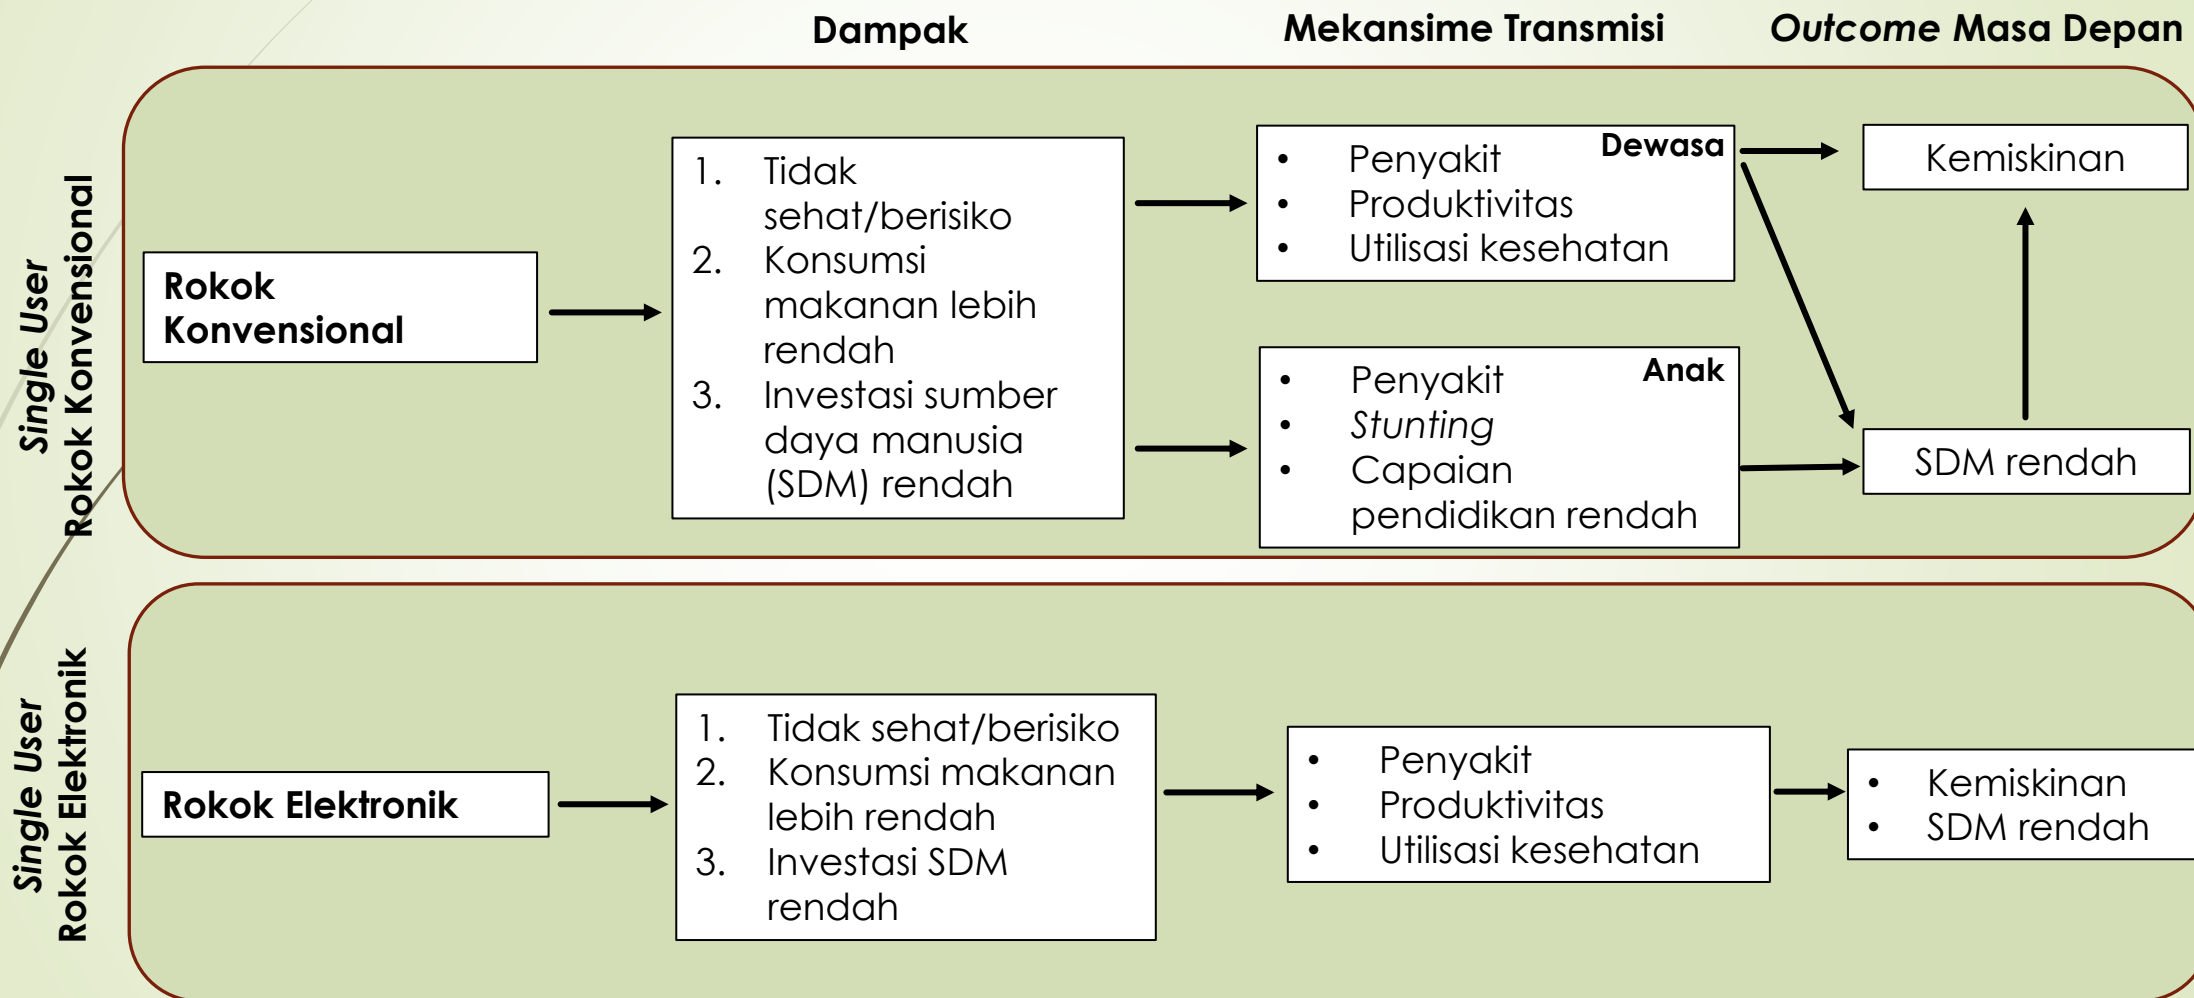 Dampak
Mekansime Transmisi
Outcome Masa Depan
Single User
Rokok Konvensional
Rokok
Konvensional
1. Tidak
sehat/berisiko
2. Konsumsi
makanan lebih
rendah
3. Investasi sumber
daya manusia
(SDM) rendah
Dewasa
• Penyakit
• Produktivitas
• Utilisasi kesehatan
Anak
• Penyakit
• Stunting
• Capaian
pendidikan rendah
Kemiskinan
SDM rendah
Single User
Rokok Elektronik
Rokok Elektronik
1. Tidak sehat/berisiko
2. Konsumsi makanan
lebih rendah
3. Investasi SDM
rendah
• Penyakit
• Produktivitas
• Utilisasi kesehatan
• Kemiskinan
• SDM rendah